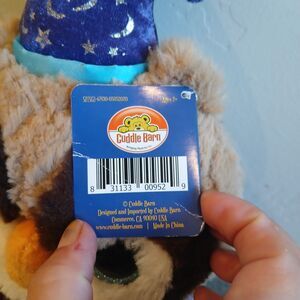 Cuddle Barn
8 31133 00952 9
© Cuddle Barn
Designed and Imported by Cuddle Barn
Commerce, CA 90040 USA
www.cuddle-barn.com | Made In China